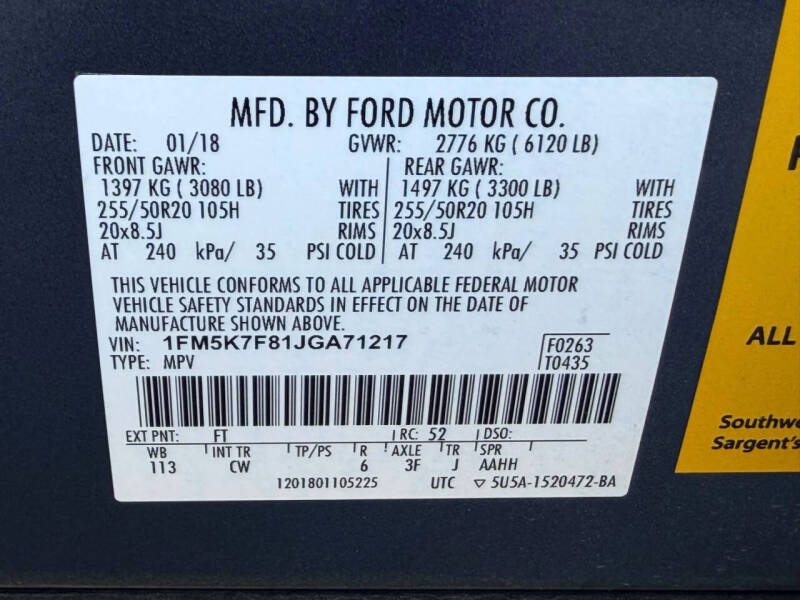 MFD. BY FORD MOTOR CO.
DATE: 01/18 GVWR: 2776 KG ( 6120 LB)
FRONT GAWR: REAR GAWR:
1397 KG ( 3080 LB) WITH 1497 KG ( 3300 LB) WITH
255/50R20 105H TIRES 255/50R20 105H TIRES
20x8.5J RIMS 20x8.5J RIMS
AT 240 kPa/ 35 PSI COLD AT 240 kPa/ 35 PSI COLD
THIS VEHICLE CONFORMS TO ALL APPLICABLE FEDERAL MOTOR
VEHICLE SAFETY STANDARDS IN EFFECT ON THE DATE OF
MANUFACTURE SHOWN ABOVE.
VIN: 1FM5K7F81JGA71217 F0263
TYPE: MPV T0435
EXT PNT: FT RC: 52 DSO:
WB INT TR TP/PS R AXLE TR SPR
113 CW 6 3F J AAHH
1201801105225 UTC ▽ 5U5A-1520472-BA
ALL
Southwe
Sargent's